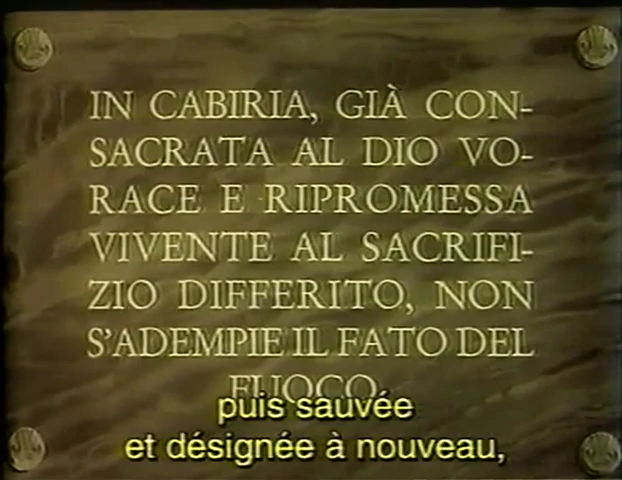 IN CABIRIA, GIÀ CON-
SACRATA AL DIO VO-
RACE E RIPROMESSA
VIVENTE AL SACRIFI-
ZIO DIFFERITO, NON
S'ADEMPIE IL FATO DEL
FUOCO.
puis sauvée
et désignée à nouveau,